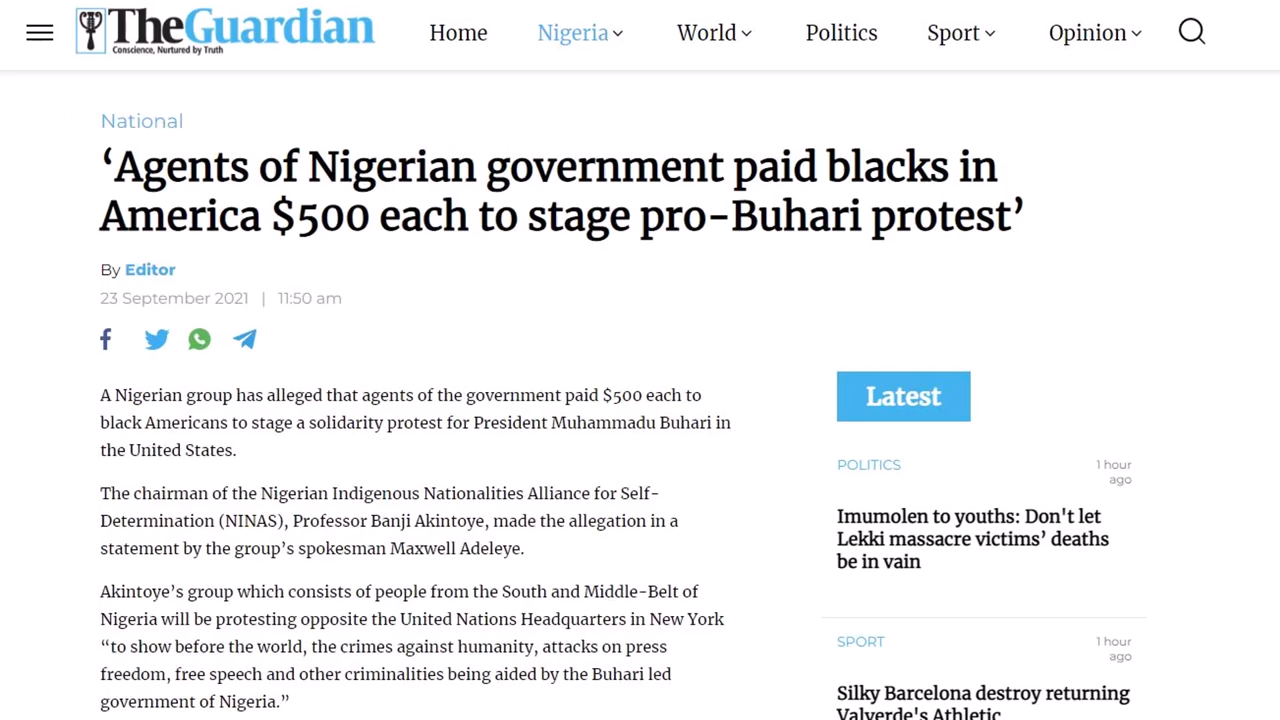 TheGuardian
Conscience, Nurtured by Truth
Home
Nigeria
World
Politics
Sport
Opinion
National
‘Agents of Nigerian government paid blacks in
America $500 each to stage pro-Buhari protest’
By Editor
23 September 2021 | 11:50 am
A Nigerian group has alleged that agents of the government paid $500 each to
black Americans to stage a solidarity protest for President Muhammadu Buhari in
the United States.
The chairman of the Nigerian Indigenous Nationalities Alliance for Self-
Determination (NINAS), Professor Banji Akintoye, made the allegation in a
statement by the group’s spokesman Maxwell Adeleye.
Akintoye’s group which consists of people from the South and Middle-Belt of
Nigeria will be protesting opposite the United Nations Headquarters in New York
“to show before the world, the crimes against humanity, attacks on press
freedom, free speech and other criminalities being aided by the Buhari led
government of Nigeria.”
Latest
POLITICS
1 hour
ago
Imumolen to youths: Don't let
Lekki massacre victims’ deaths
be in vain
SPORT
1 hour
ago
Silky Barcelona destroy returning
Valverde's Athletic